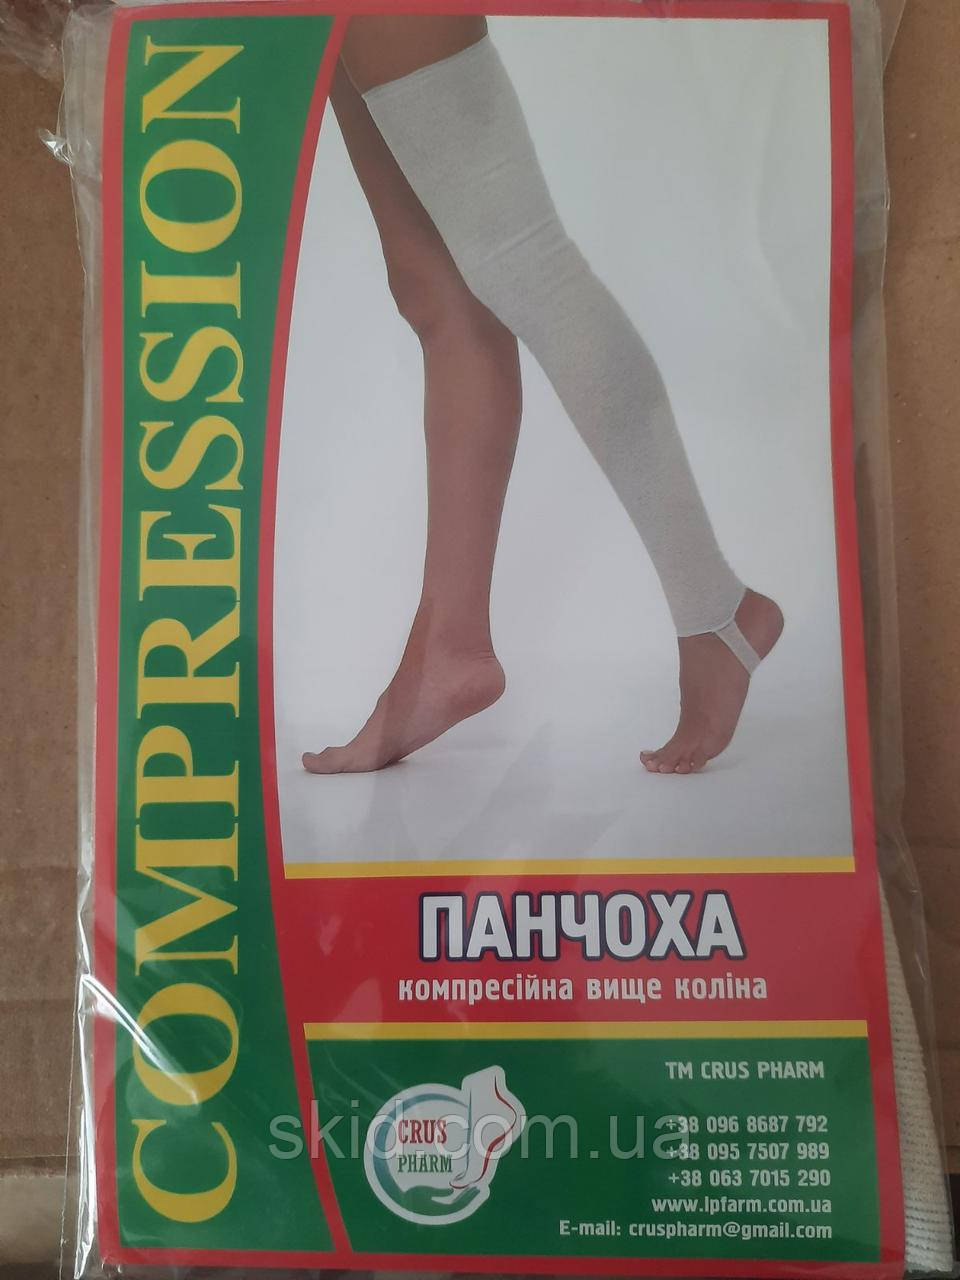 COMPRESSION
ПАНЧОХА
компресійна вище коліна
TM CRUS PHARM
CRUS
PHARM
+38 096 8687 792
+38 095 7507 989
+38 063 7015 290
www.lpfarm.com.ua
E-mail: cruspharm@gmail.com
skid.com.ua